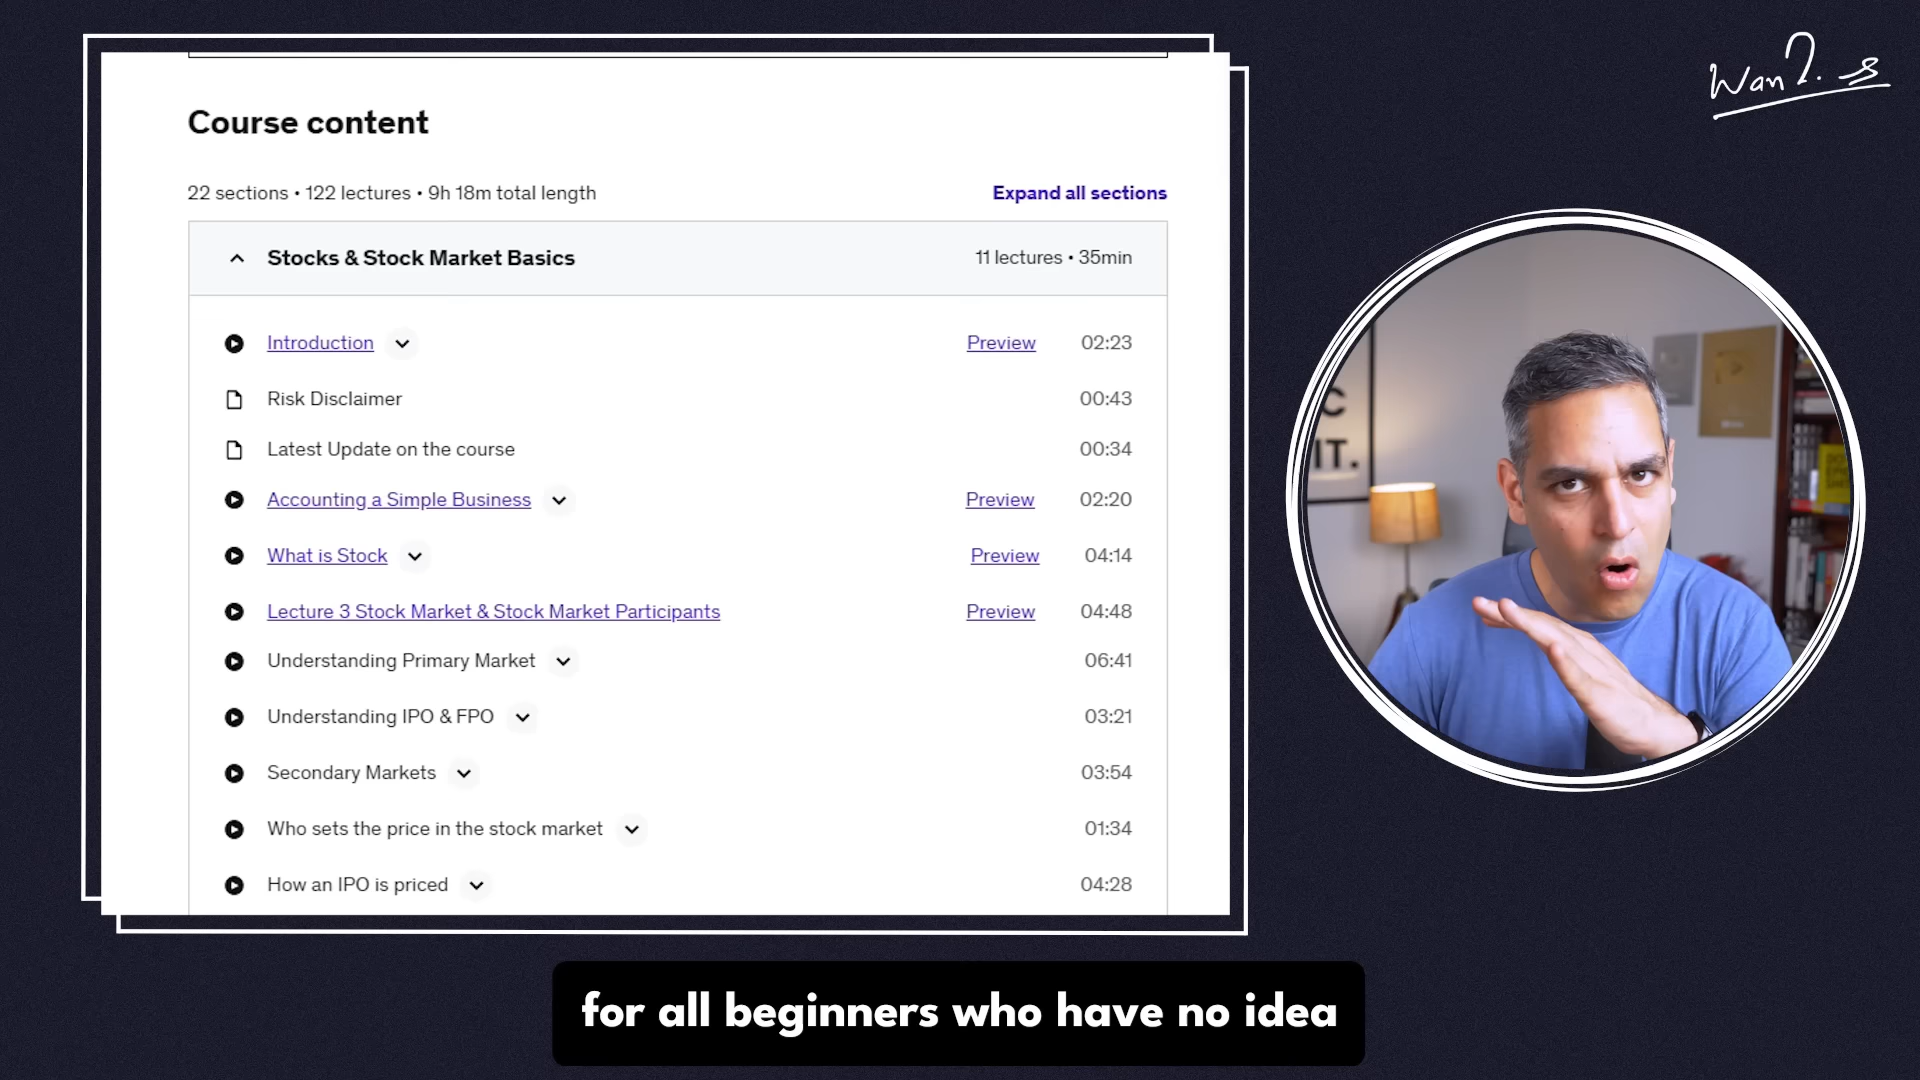 Course content
22 sections • 122 lectures • 9h 18m total length Expand all sections
Stocks & Stock Market Basics 11 lectures • 35min
Introduction Preview 02:23
Risk Disclaimer 00:43
Latest Update on the course 00:34
Accounting a Simple Business Preview 02:20
What is Stock Preview 04:14
Lecture 3 Stock Market & Stock Market Participants Preview 04:48
Understanding Primary Market 06:41
Understanding IPO & FPO 03:21
Secondary Markets 03:54
Who sets the price in the stock market 01:34
How an IPO is priced 04:28
C
IT.
for all beginners who have no idea